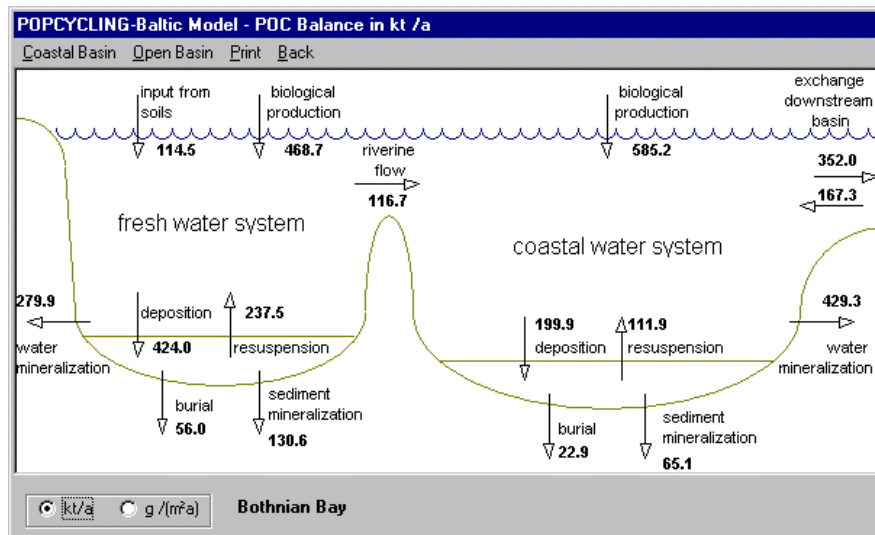 POPCYCLING-Baltic Model - POC Balance in kt /a
Coastal Basin Open Basin Print Back
input from
soils
114.5
biological
production
468.7
riverine
flow
116.7
biological
production
585.2
exchange
downstream
basin
352.0
167.3
fresh water system
coastal water system
279.9
water
mineralization
deposition
424.0
237.5
resuspension
burial
56.0
sediment
mineralization
130.6
199.9
deposition
111.9
resuspension
429.3
water
mineralization
burial
22.9
sediment
mineralization
65.1
kt/a g /(m²a) Bothnian Bay